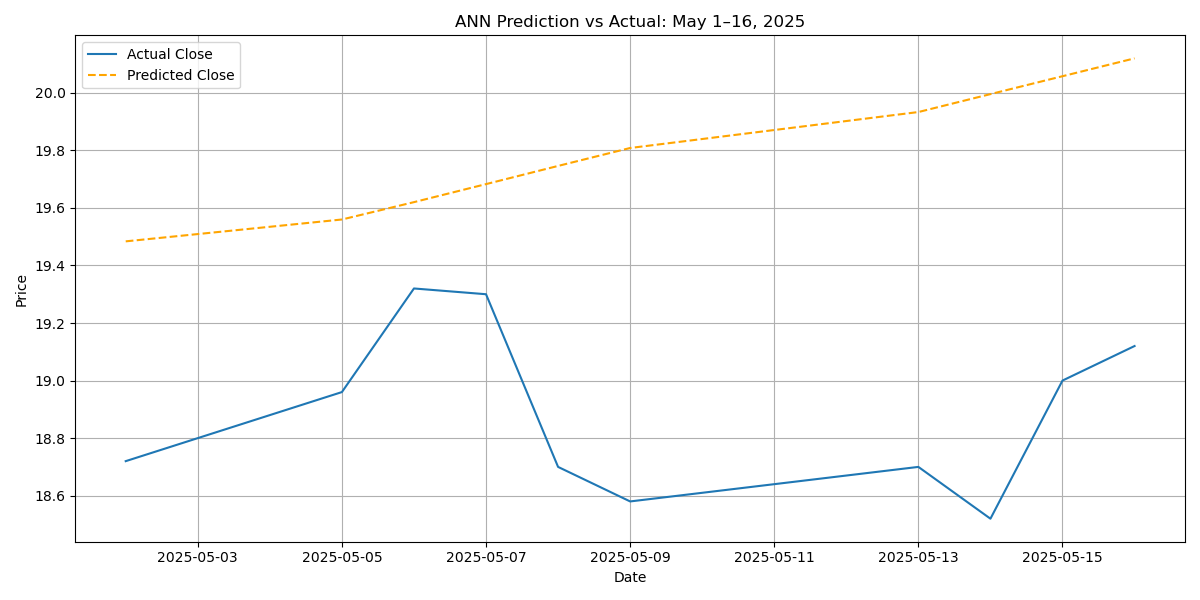 ANN Prediction vs Actual: May 1–16, 2025
Actual Close
Predicted Close
20.0
19.8
19.6
19.4
19.2
19.0
18.8
18.6
Price
2025-05-03 2025-05-05 2025-05-07 2025-05-09 2025-05-11 2025-05-13 2025-05-15
Date